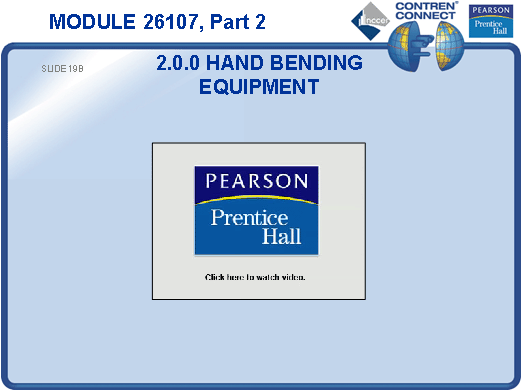 MODULE 26107, Part 2
nccer
CONTREN
CONNECT
PEARSON
Prentice
Hall
SLIDE 19B
2.0.0 HAND BENDING
EQUIPMENT
PEARSON
Prentice
Hall
Click here to watch video.